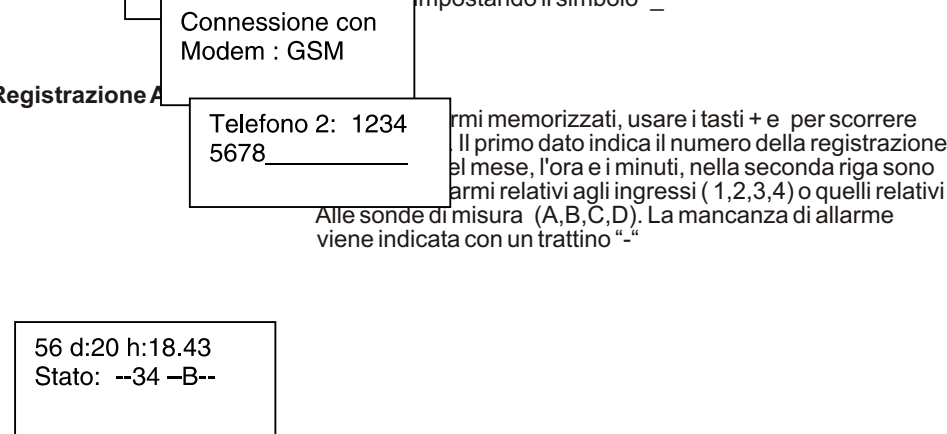 impostando il simbolo _
Connessione con
Modem : GSM
Registrazione A
Telefono 2: 1234
5678__________
rmi memorizzati, usare i tasti + e per scorrere
. Il primo dato indica il numero della registrazione
el mese, l'ora e i minuti, nella seconda riga sono
armi relativi agli ingressi ( 1,2,3,4) o quelli relativi
Alle sonde di misura (A,B,C,D). La mancanza di allarme
viene indicata con un trattino “-“
56 d:20 h:18.43
Stato: --34 –B--